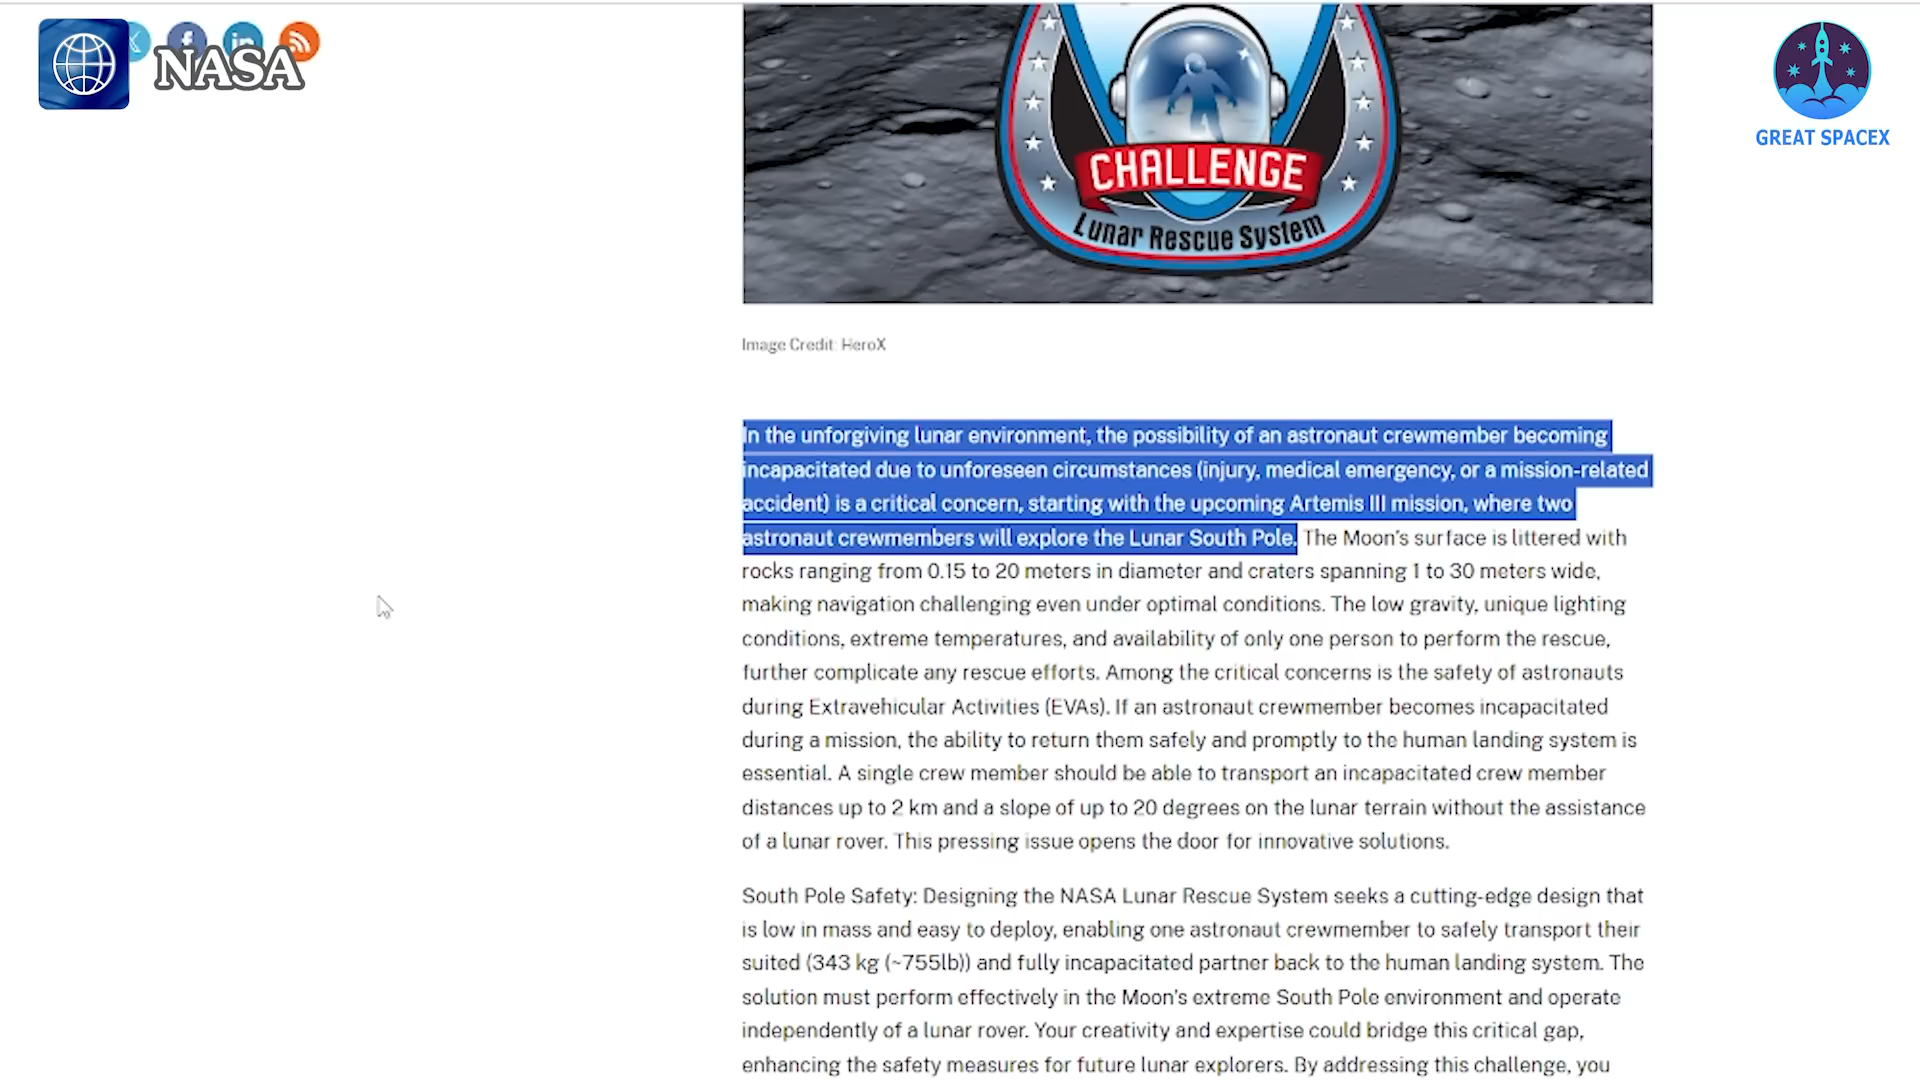 NASA
GREAT SPACEX
CHALLENGE
Lunar Rescue System
Image Credit: HeroX
In the unforgiving lunar environment, the possibility of an astronaut crewmember becoming
incapacitated due to unforeseen circumstances (injury, medical emergency, or a mission-related
accident) is a critical concern, starting with the upcoming Artemis III mission, where two
astronaut crewmembers will explore the Lunar South Pole. The Moon's surface is littered with
rocks ranging from 0.15 to 20 meters in diameter and craters spanning 1 to 30 meters wide,
making navigation challenging even under optimal conditions. The low gravity, unique lighting
conditions, extreme temperatures, and availability of only one person to perform the rescue,
further complicate any rescue efforts. Among the critical concerns is the safety of astronauts
during Extravehicular Activities (EVAs). If an astronaut crewmember becomes incapacitated
during a mission, the ability to return them safely and promptly to the human landing system is
essential. A single crew member should be able to transport an incapacitated crew member
distances up to 2 km and a slope of up to 20 degrees on the lunar terrain without the assistance
of a lunar rover. This pressing issue opens the door for innovative solutions.
South Pole Safety: Designing the NASA Lunar Rescue System seeks a cutting-edge design that
is low in mass and easy to deploy, enabling one astronaut crewmember to safely transport their
suited (343 kg (~755lb)) and fully incapacitated partner back to the human landing system. The
solution must perform effectively in the Moon's extreme South Pole environment and operate
independently of a lunar rover. Your creativity and expertise could bridge this critical gap,
enhancing the safety measures for future lunar explorers. By addressing this challenge, you